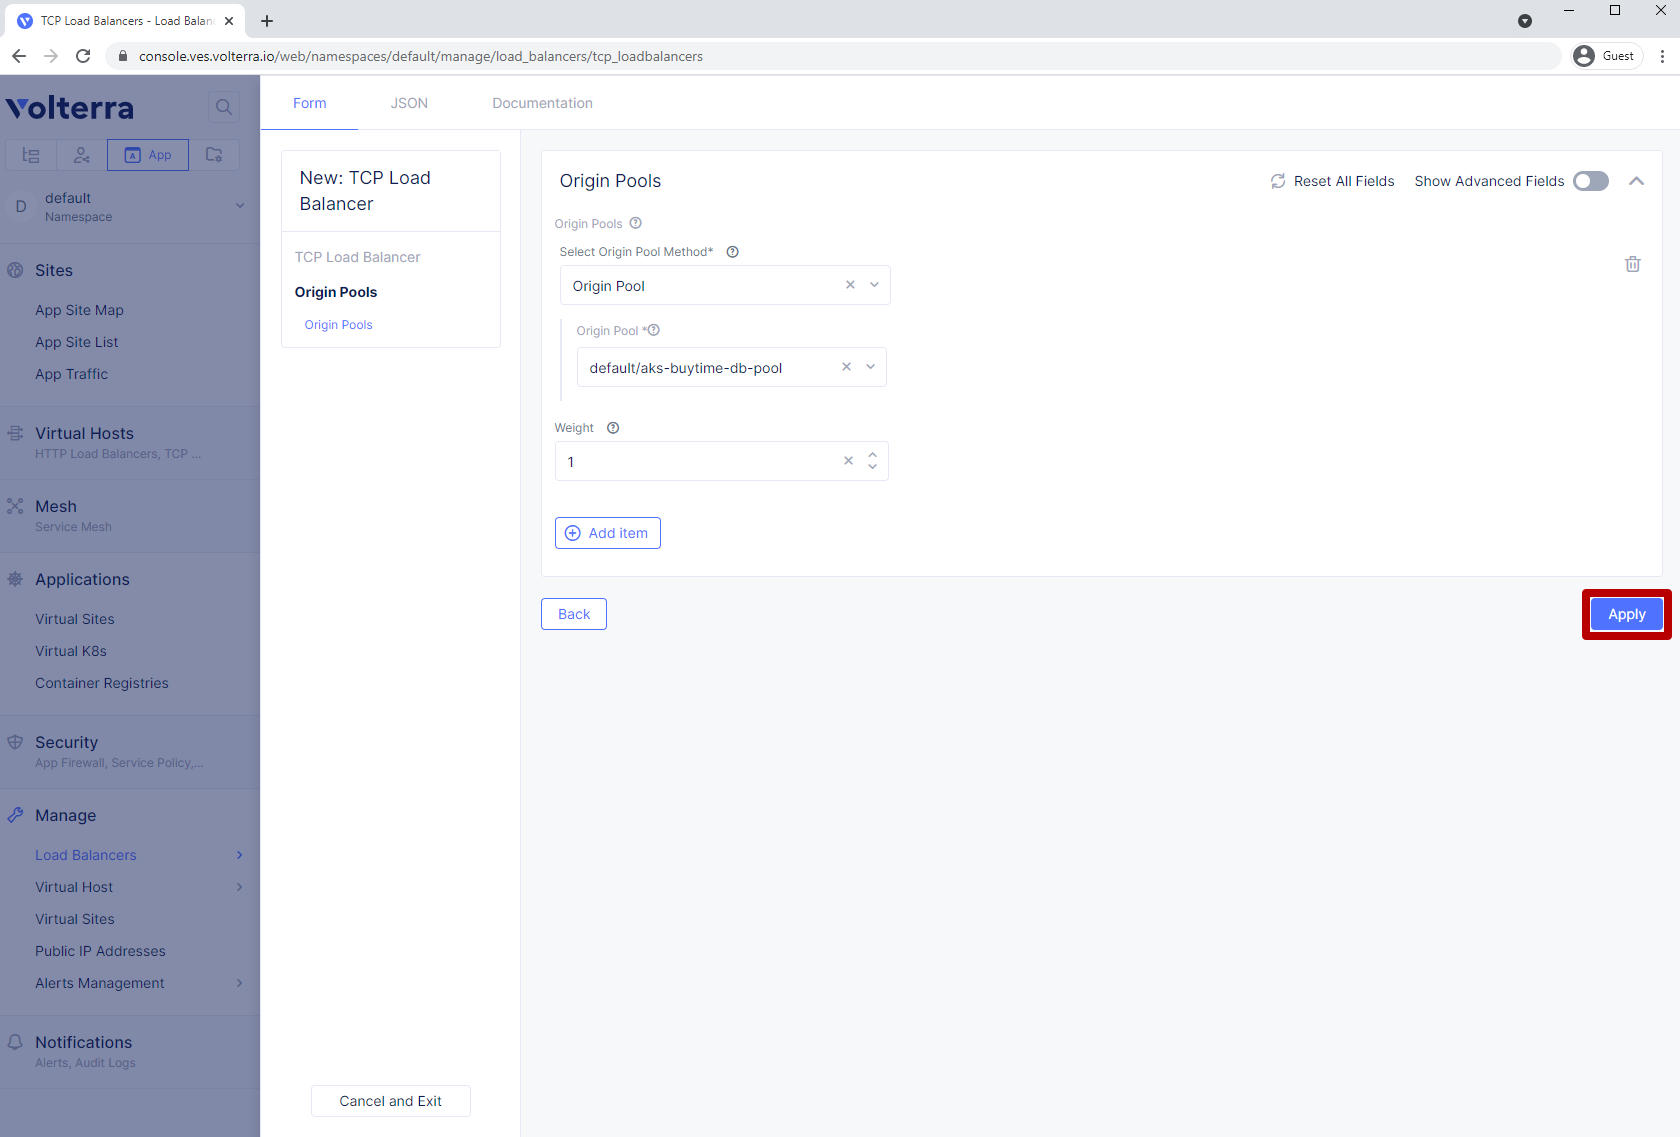 TCP Load Balancers - Load Balan
console.ves.volterra.io/web/namespaces/default/manage/load_balancers/tcp_loadbalancers
Guest
Volterra
App
D
default
Namespace
Sites
App Site Map
App Site List
App Traffic
Virtual Hosts
HTTP Load Balancers, TCP ...
Mesh
Service Mesh
Applications
Virtual Sites
Virtual K8s
Container Registries
Security
App Firewall, Service Policy,...
Manage
Load Balancers
Virtual Host
Virtual Sites
Public IP Addresses
Alerts Management
Notifications
Alerts, Audit Logs
Form
JSON
Documentation
New: TCP Load
Balancer
TCP Load Balancer
Origin Pools
Origin Pools
Cancel and Exit
Origin Pools
Reset All Fields
Show Advanced Fields
Origin Pools
Select Origin Pool Method*
Origin Pool
Origin Pool *
default/aks-buytime-db-pool
Weight
1
Add item
Back
Apply